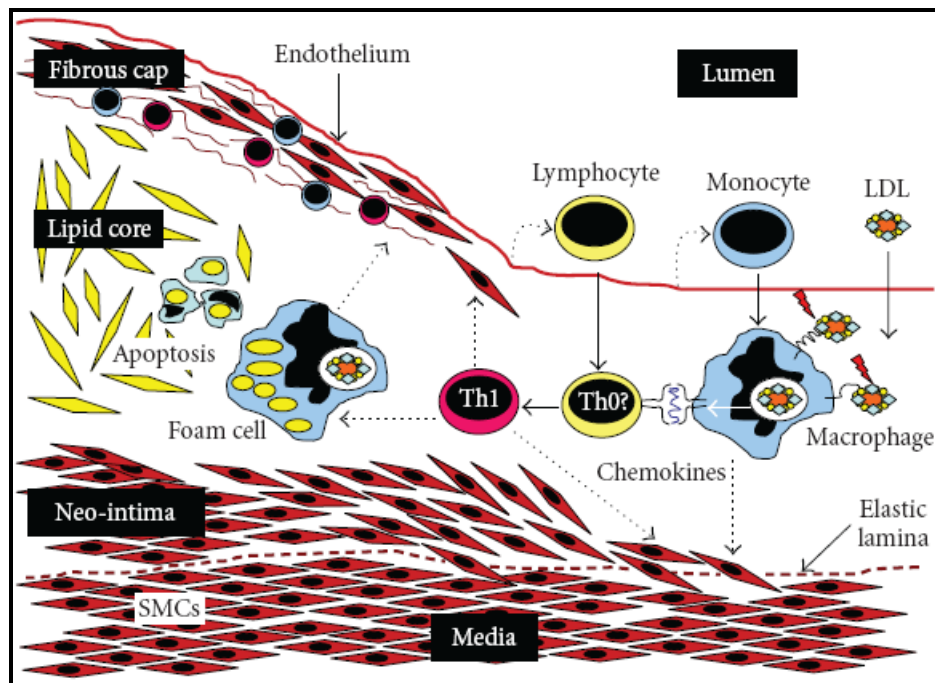 Endothelium
Fibrous cap
Lumen
Lymphocyte
Monocyte
LDL
Lipid core
Apoptosis
Th1
Th0?
Foam cell
Macrophage
Chemokines
Neo-intima
Elastic
lamina
SMCs
Media